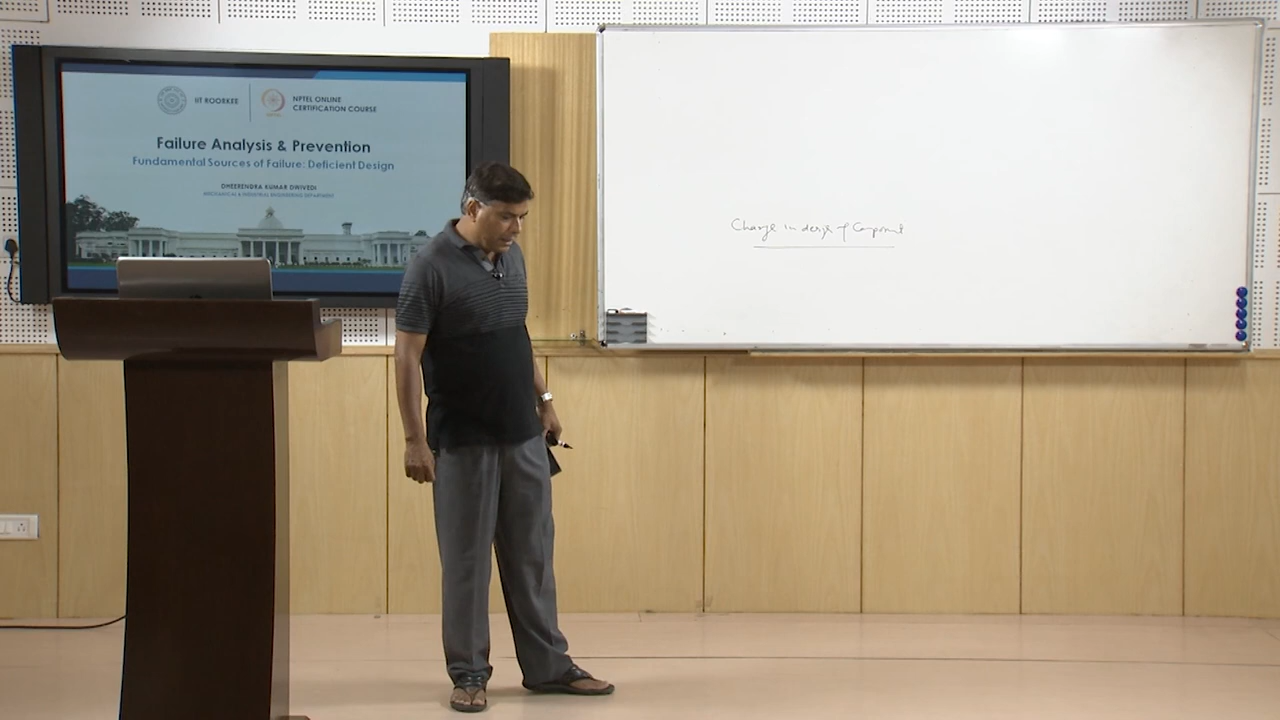 IIT ROORKEE
NPTEL ONLINE
CERTIFICATION COURSE
Failure Analysis & Prevention
Fundamental Sources of Failure: Deficient Design
DHEERENDRA KUMAR DWIVEDI
MECHANICAL & INDUSTRIAL ENGINEERING DEPARTMENT
Change in design of Component